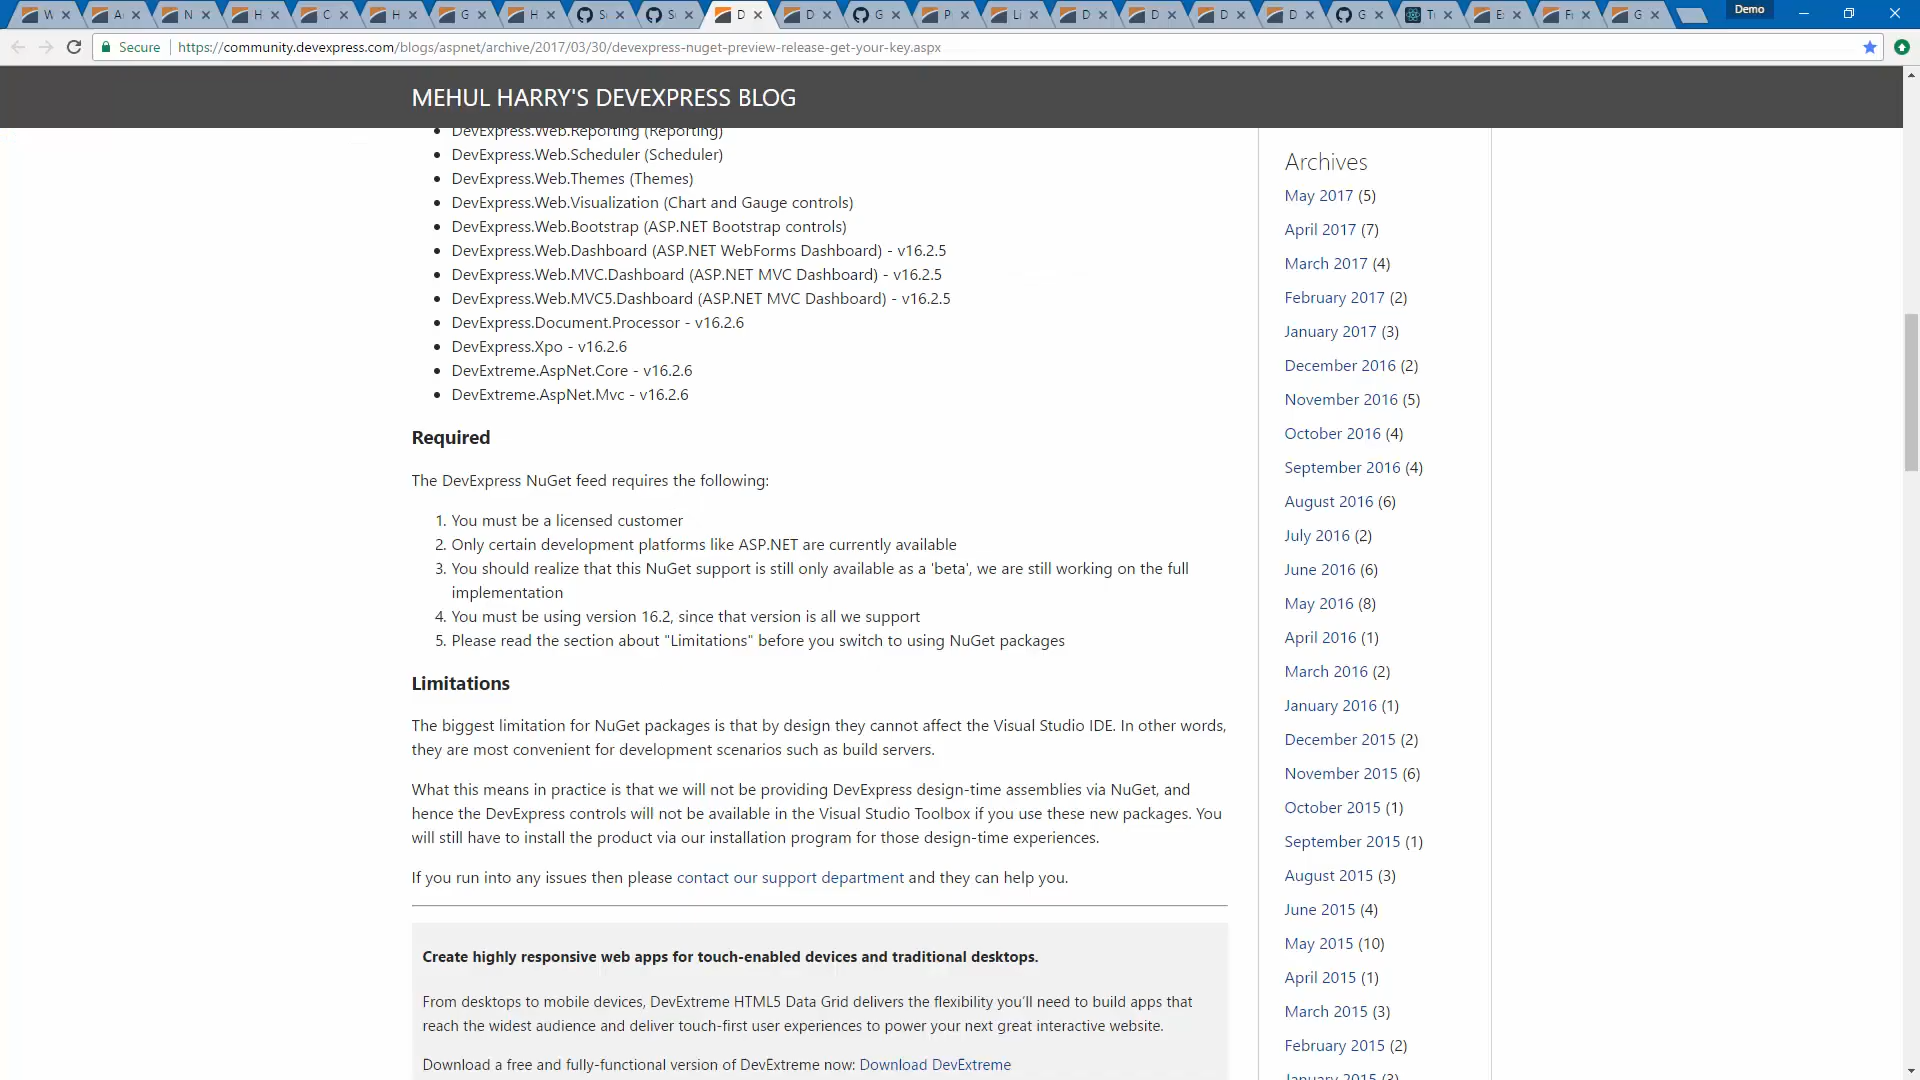 W
A
N
H
C
H
G
H
S
S
D
D
G
P
Li
D
D
D
D
G
Tu
E
Fr
G
Demo
Secure
https://community.devexpress.com/blogs/aspnet/archive/2017/03/30/devexpress-nuget-preview-release-get-your-key.aspx
MEHUL HARRY'S DEVEXPRESS BLOG
DevExpress.Web.Reporting (Reporting)
DevExpress.Web.Scheduler (Scheduler)
DevExpress.Web.Themes (Themes)
DevExpress.Web.Visualization (Chart and Gauge controls)
DevExpress.Web.Bootstrap (ASP.NET Bootstrap controls)
DevExpress.Web.Dashboard (ASP.NET WebForms Dashboard) - v16.2.5
DevExpress.Web.MVC.Dashboard (ASP.NET MVC Dashboard) - v16.2.5
DevExpress.Web.MVC5.Dashboard (ASP.NET MVC Dashboard) - v16.2.5
DevExpress.Document.Processor - v16.2.6
DevExpress.Xpo - v16.2.6
DevExtreme.AspNet.Core - v16.2.6
DevExtreme.AspNet.Mvc - v16.2.6
Required
The DevExpress NuGet feed requires the following:
1. You must be a licensed customer
2. Only certain development platforms like ASP.NET are currently available
3. You should realize that this NuGet support is still only available as a 'beta', we are still working on the full
implementation
4. You must be using version 16.2, since that version is all we support
5. Please read the section about "Limitations" before you switch to using NuGet packages
Limitations
The biggest limitation for NuGet packages is that by design they cannot affect the Visual Studio IDE. In other words,
they are most convenient for development scenarios such as build servers.
What this means in practice is that we will not be providing DevExpress design-time assemblies via NuGet, and
hence the DevExpress controls will not be available in the Visual Studio Toolbox if you use these new packages. You
will still have to install the product via our installation program for those design-time experiences.
If you run into any issues then please contact our support department and they can help you.
Create highly responsive web apps for touch-enabled devices and traditional desktops.
From desktops to mobile devices, DevExtreme HTML5 Data Grid delivers the flexibility you'll need to build apps that
reach the widest audience and deliver touch-first user experiences to power your next great interactive website.
Download a free and fully-functional version of DevExtreme now: Download DevExtreme
Archives
May 2017 (5)
April 2017 (7)
March 2017 (4)
February 2017 (2)
January 2017 (3)
December 2016 (2)
November 2016 (5)
October 2016 (4)
September 2016 (4)
August 2016 (6)
July 2016 (2)
June 2016 (6)
May 2016 (8)
April 2016 (1)
March 2016 (2)
January 2016 (1)
December 2015 (2)
November 2015 (6)
October 2015 (1)
September 2015 (1)
August 2015 (3)
June 2015 (4)
May 2015 (10)
April 2015 (1)
March 2015 (3)
February 2015 (2)
January 2015 (3)